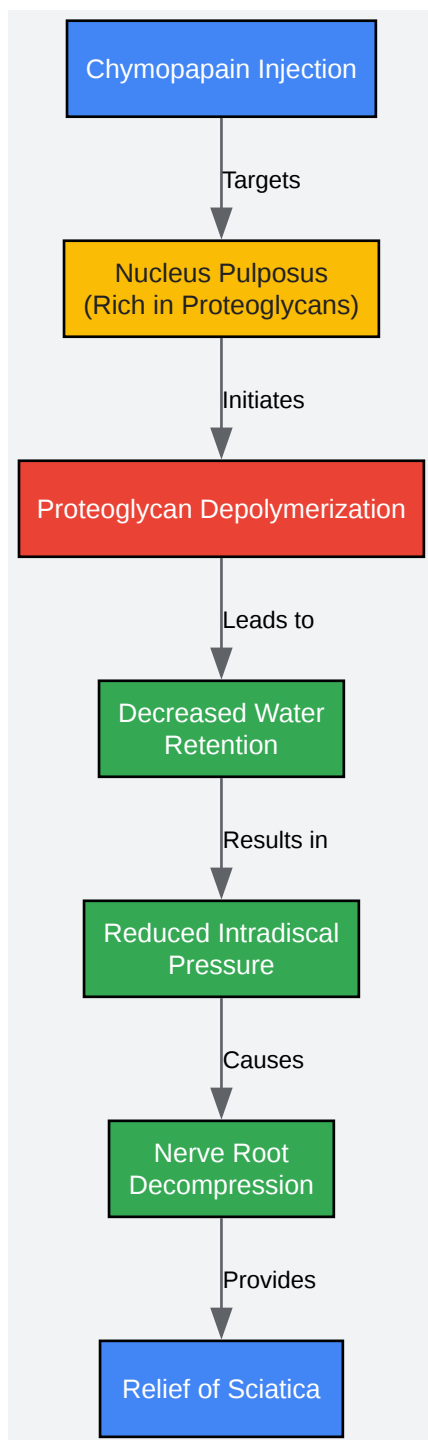 Chymopapain Injection
Targets
Nucleus Pulposus
(Rich in Proteoglycans)
Initiates
Proteoglycan Depolymerization
Leads to
Decreased Water
Retention
Results in
Reduced Intradiscal
Pressure
Causes
Nerve Root
Decompression
Provides
Relief of Sciatica